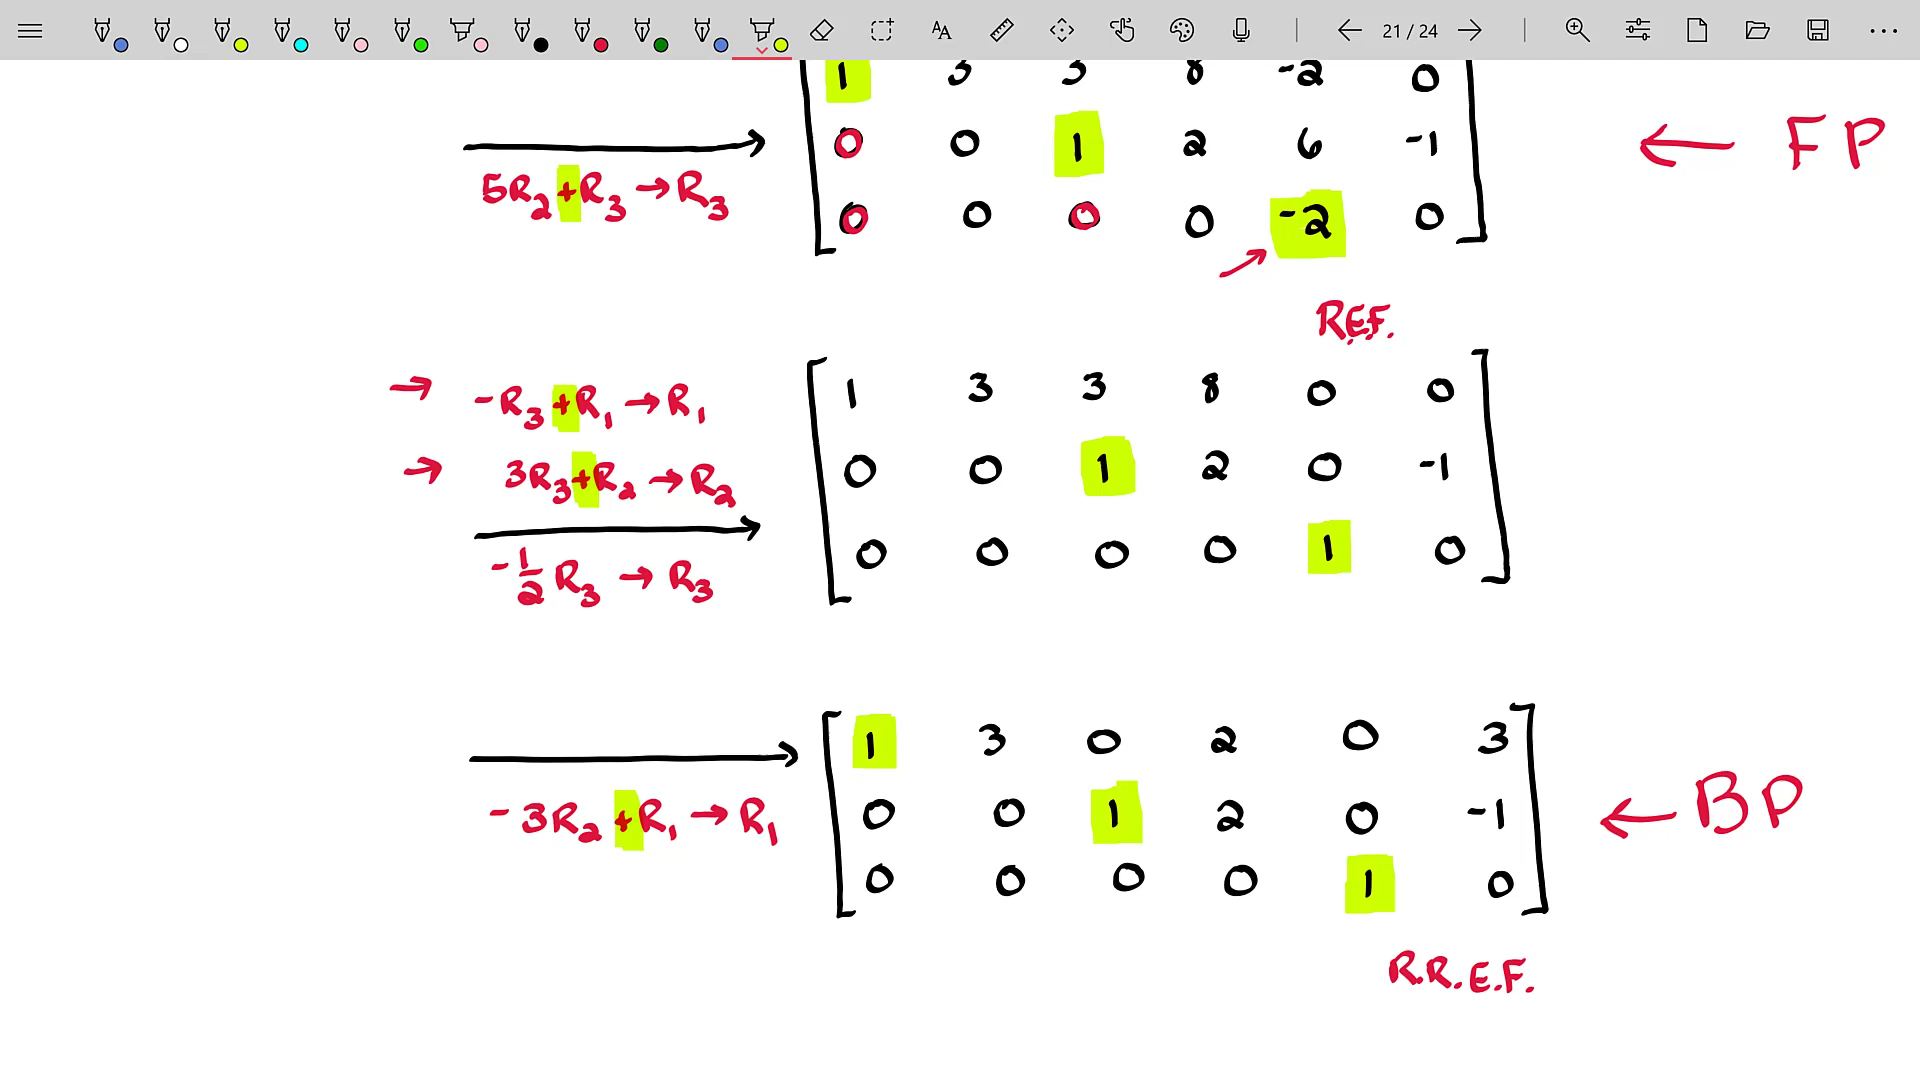 21 / 24
1 3 3 8 -2 0
0 0 1 2 6 -1
← FP
5R₂ + R₃ → R₃
0 0 0 0 -2 0
R.E.F.
→ -R₃ + R₁ → R₁
1 3 3 8 0 0
→ 3R₃ + R₂ → R₂
0 0 1 2 0 -1
-1/2 R₃ → R₃
0 0 0 0 1 0
1 3 0 2 0 3
-3R₂ + R₁ → R₁
0 0 1 2 0 -1
← BP
0 0 0 0 1 0
R.R.E.F.